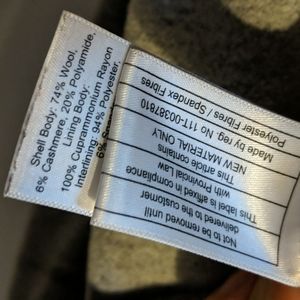 Shell Body: 74% Wool,
6% Cashmere, 20% Polyamide.
Lining Body:
100% Cuprammonium Rayon
Interlining: 94% Polyester,
6%
Not to be removed until
delivered to the customer
This label is affixed in compliance
with Provincial Law
This article contains
NEW MATERIAL ONLY
Made by reg. No 11T-00387810
Polyester Fibres / Spandex Fibres